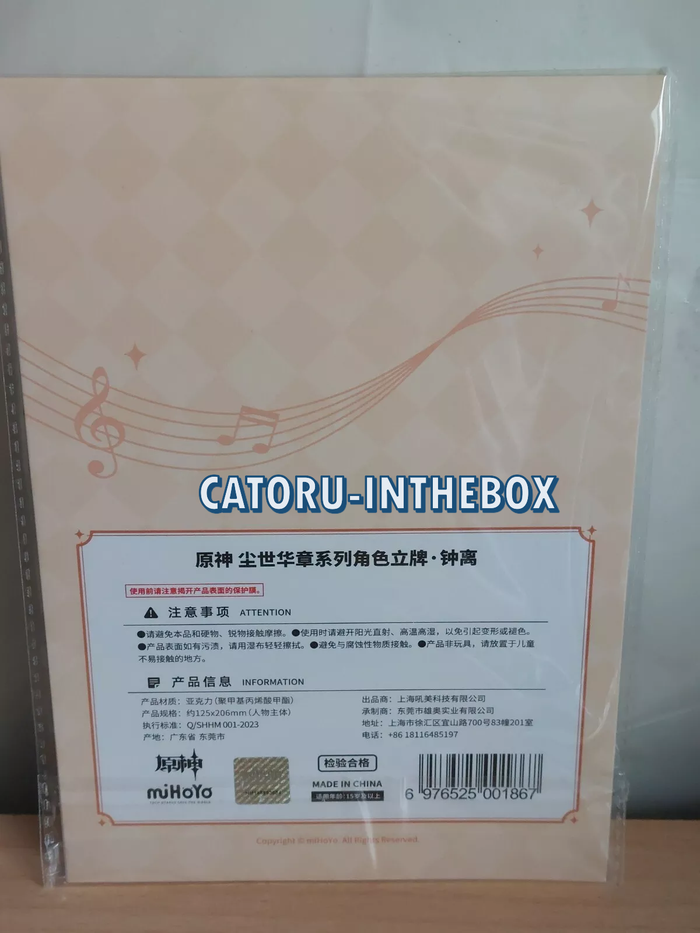 CATORU-INTHEBOX
原神 尘世华章系列角色立牌·钟离
使用前请注意揭开产品表面的保护膜。
注意事项 ATTENTION
●请避免本品和硬物、锐物接触摩擦。●使用时请避开阳光直射、高温高湿，以免引起变形或褪色。
●产品表面如有污渍，请用湿布轻轻擦拭。●避免与腐蚀性物质接触。●产品非玩具，请放置于儿童
不易接触的地方。
产品信息 INFORMATION
产品材质：亚克力（聚甲基丙烯酸甲酯）
产品规格：约125x206mm（人物主体）
执行标准：Q/SHHM 001-2023
产地：广东省 东莞市
出品商：上海吼美科技有限公司
承制商：东莞市雄奥实业有限公司
地址：上海市徐汇区宜山路700号83幢201室
电话：+86 18116485197
原神
miHoYo
TECH OTAKUS SAVE THE WORLD
检验合格
MADE IN CHINA
适用年龄：15岁及以上
6 976525 001867
Copyright © miHoYo. All Rights Reserved.